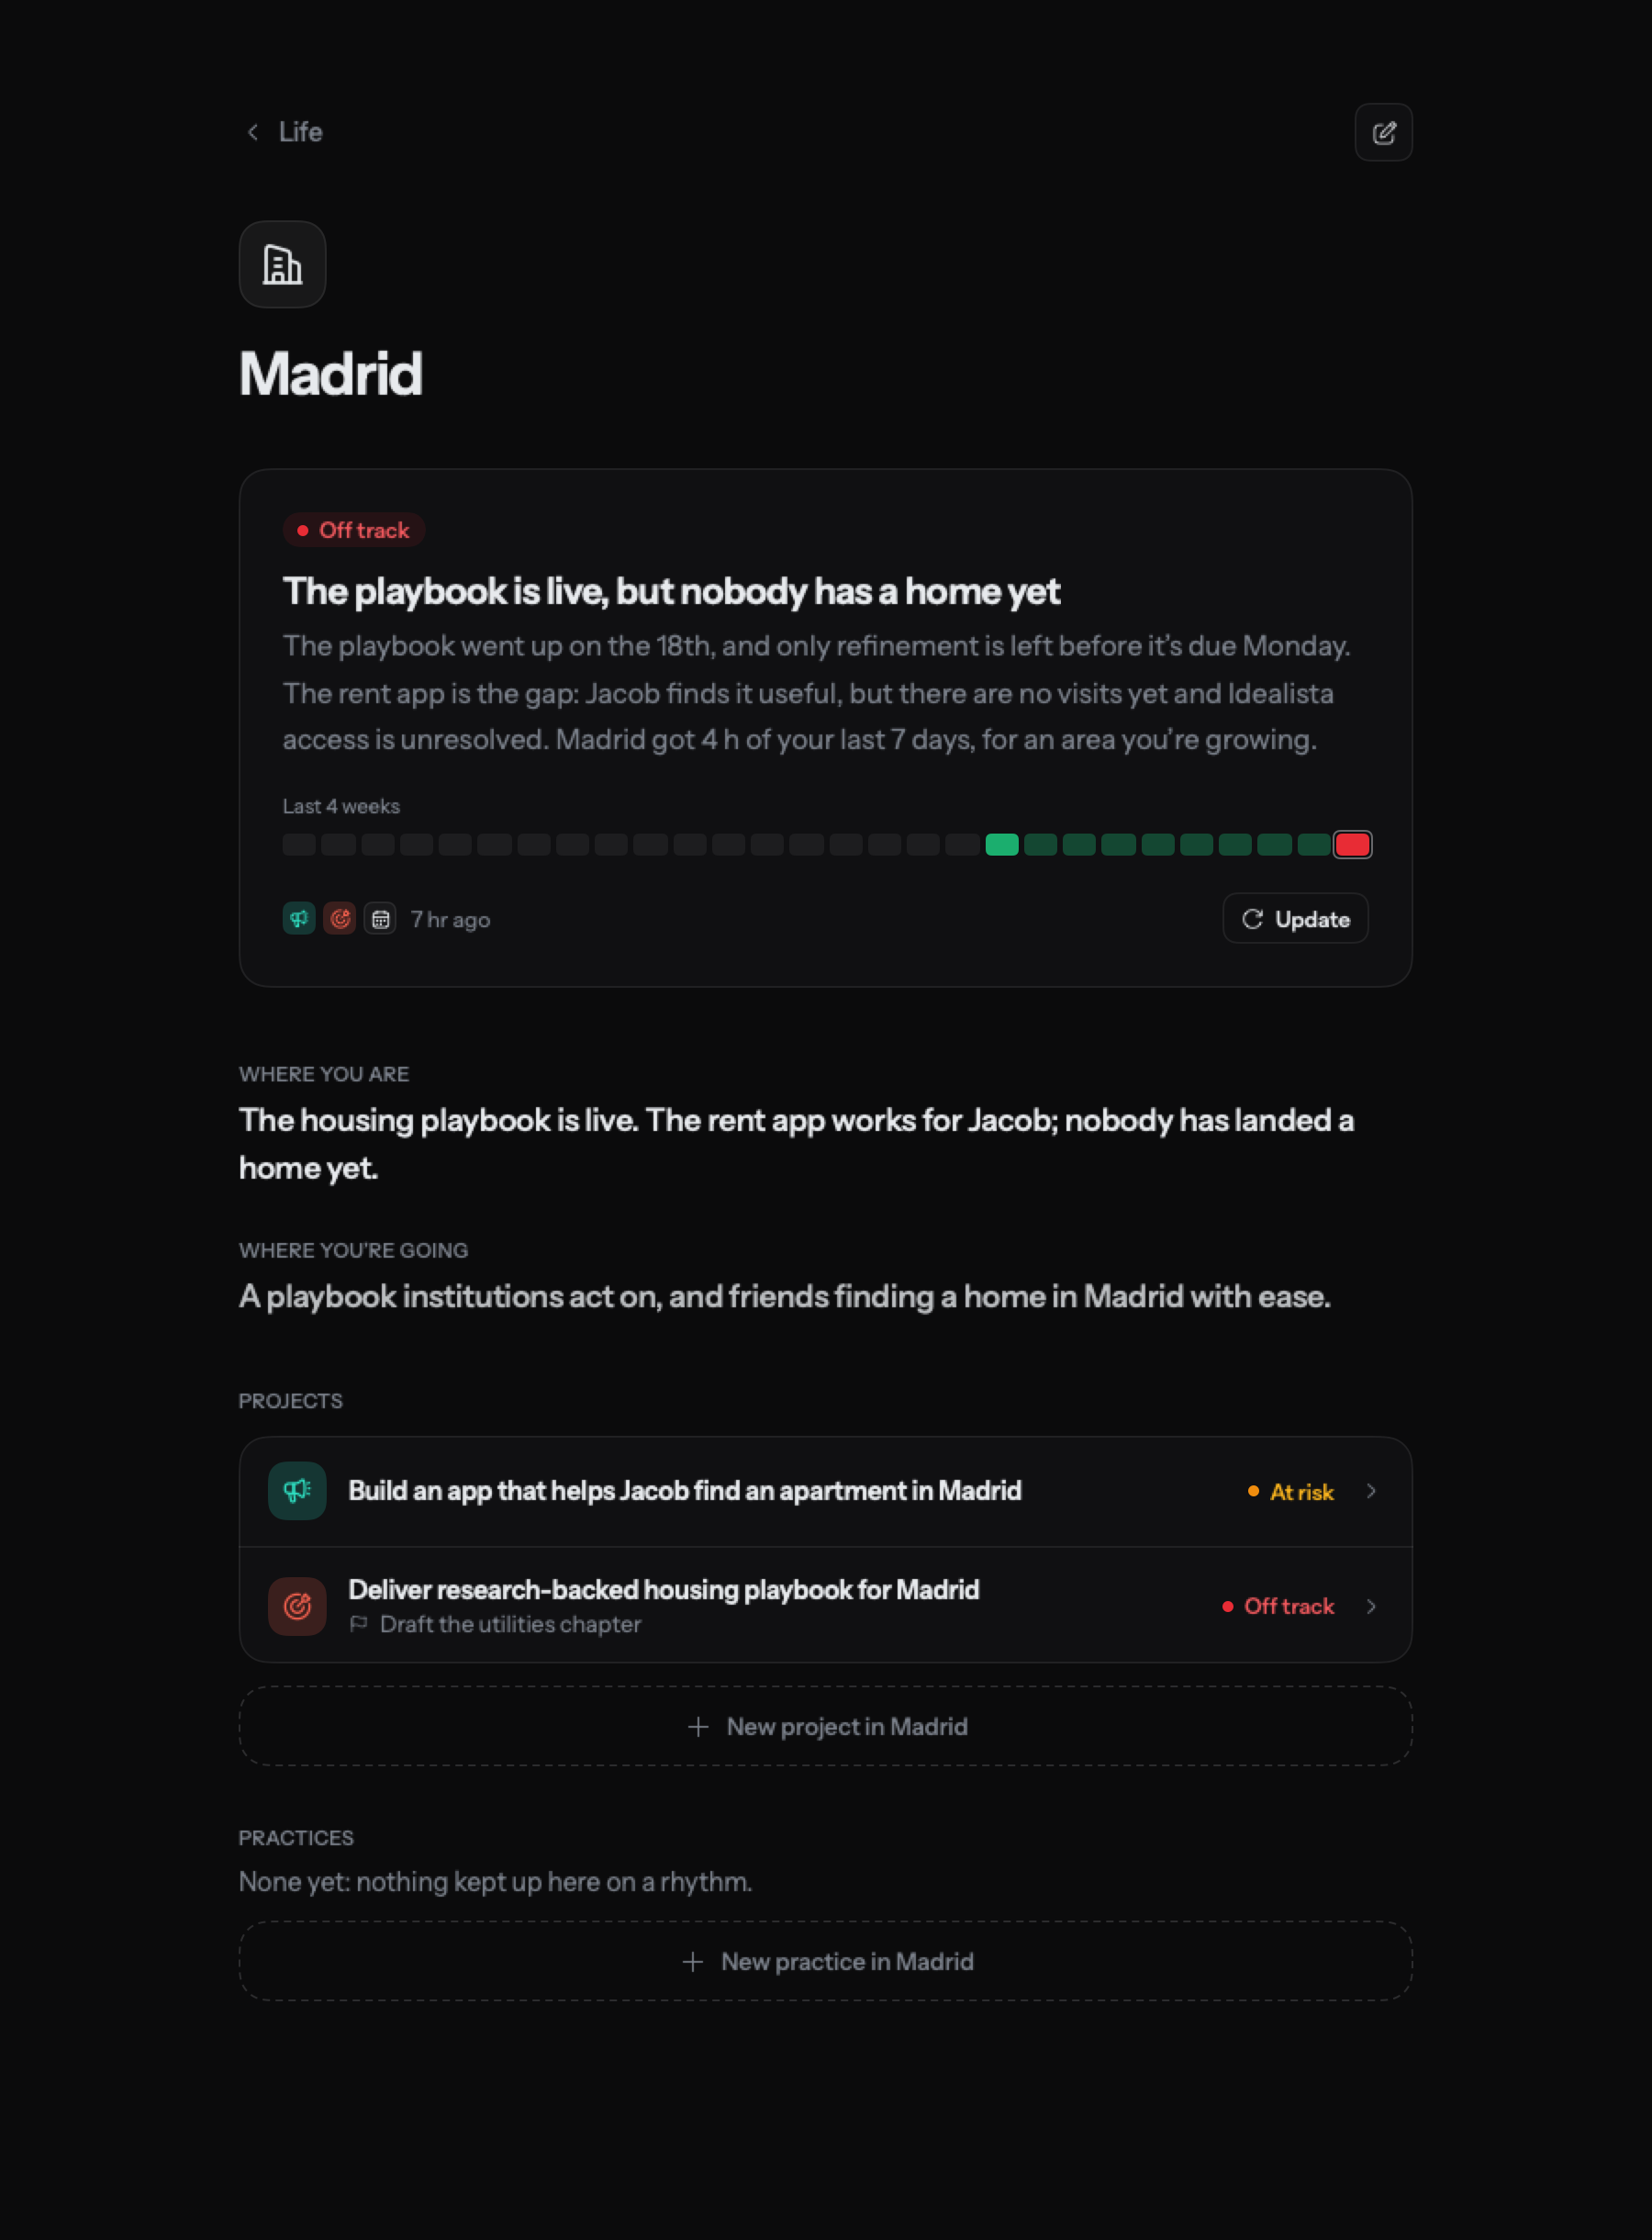 Life
Madrid
Off track
The playbook is live, but nobody has a home yet
The playbook went up on the 18th, and only refinement is left before it’s due Monday.
The rent app is the gap: Jacob finds it useful, but there are no visits yet and Idealista
access is unresolved. Madrid got 4 h of your last 7 days, for an area you’re growing.
Last 4 weeks
7 hr ago
Update
WHERE YOU ARE
The housing playbook is live. The rent app works for Jacob; nobody has landed a
home yet.
WHERE YOU’RE GOING
A playbook institutions act on, and friends finding a home in Madrid with ease.
PROJECTS
Build an app that helps Jacob find an apartment in Madrid
At risk
Deliver research-backed housing playbook for Madrid
Draft the utilities chapter
Off track
New project in Madrid
PRACTICES
None yet: nothing kept up here on a rhythm.
New practice in Madrid